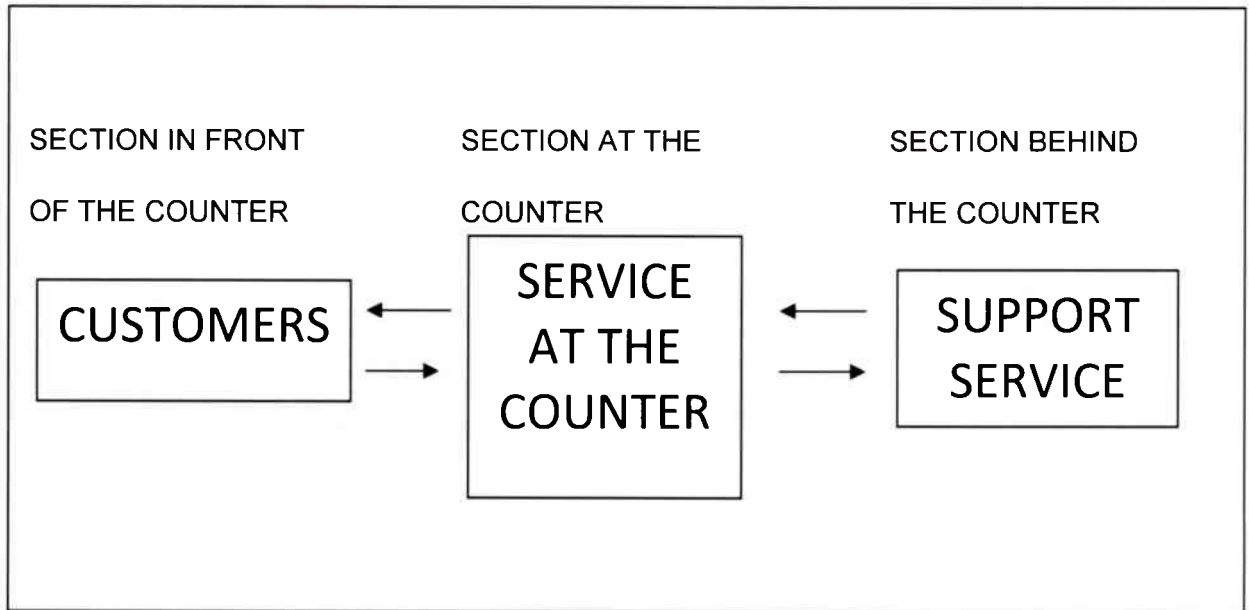 SECTION IN FRONT
OF THE COUNTER
SECTION AT THE
COUNTER
SECTION BEHIND
THE COUNTER
CUSTOMERS
SERVICE
AT THE
COUNTER
SUPPORT
SERVICE